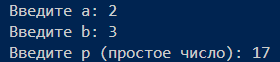 Введите a: 2
Введите b: 3
Введите p (простое число): 17